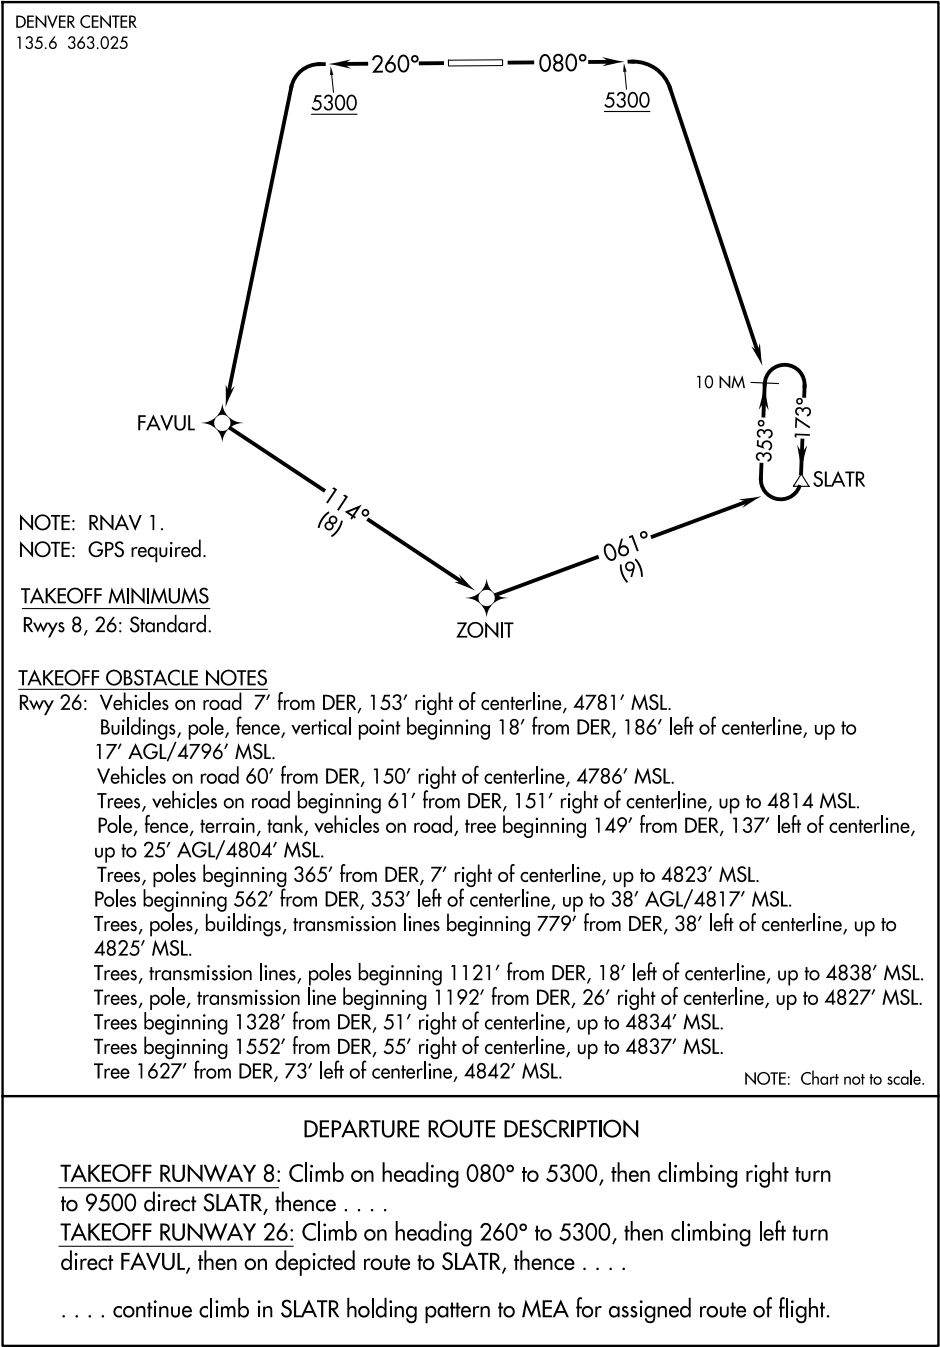 DENVER CENTER
135.6 363.025
260°
080°
5300
5300
10 NM
353°
173°
SLATR
FAVUL
114°
(8)
061°
(9)
ZONIT
NOTE: RNAV 1.
NOTE: GPS required.
TAKEOFF MINIMUMS
Rwys 8, 26: Standard.
TAKEOFF OBSTACLE NOTES
Rwy 26: Vehicles on road 7' from DER, 153' right of centerline, 4781' MSL.
Buildings, pole, fence, vertical point beginning 18' from DER, 186' left of centerline, up to
17' AGL/4796' MSL.
Vehicles on road 60' from DER, 150' right of centerline, 4786' MSL.
Trees, vehicles on road beginning 61' from DER, 151' right of centerline, up to 4814 MSL.
Pole, fence, terrain, tank, vehicles on road, tree beginning 149' from DER, 137' left of centerline,
up to 25' AGL/4804' MSL.
Trees, poles beginning 365' from DER, 7' right of centerline, up to 4823' MSL.
Poles beginning 562' from DER, 353' left of centerline, up to 38' AGL/4817' MSL.
Trees, poles, buildings, transmission lines beginning 779' from DER, 38' left of centerline, up to
4825' MSL.
Trees, transmission lines, poles beginning 1121' from DER, 18' left of centerline, up to 4838' MSL.
Trees, pole, transmission line beginning 1192' from DER, 26' right of centerline, up to 4827' MSL.
Trees beginning 1328' from DER, 51' right of centerline, up to 4834' MSL.
Trees beginning 1552' from DER, 55' right of centerline, up to 4837' MSL.
Tree 1627' from DER, 73' left of centerline, 4842' MSL.
NOTE: Chart not to scale.
DEPARTURE ROUTE DESCRIPTION
TAKEOFF RUNWAY 8: Climb on heading 080° to 5300, then climbing right turn
to 9500 direct SLATR, thence . . . .
TAKEOFF RUNWAY 26: Climb on heading 260° to 5300, then climbing left turn
direct FAVUL, then on depicted route to SLATR, thence . . . .
. . . . continue climb in SLATR holding pattern to MEA for assigned route of flight.